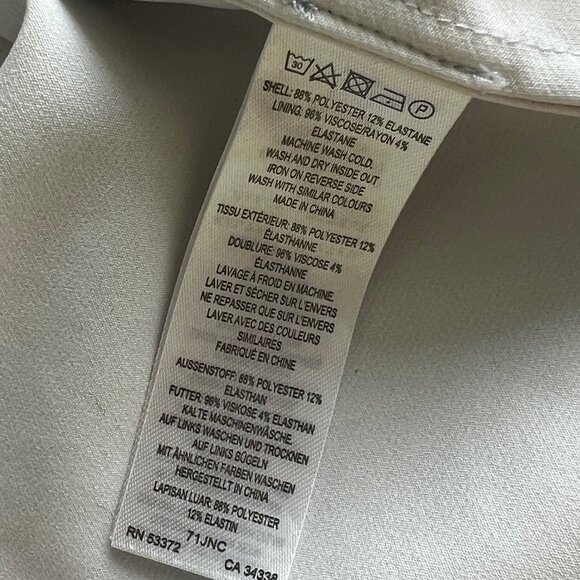 30 P
SHELL: 88% POLYESTER 12% ELASTANE
LINING: 96% VISCOSE/RAYON 4%
ELASTANE
MACHINE WASH COLD.
WASH AND DRY INSIDE OUT
IRON ON REVERSE SIDE
WASH WITH SIMILAR COLOURS
MADE IN CHINA
TISSU EXTÉRIEUR: 88% POLYESTER 12%
ÉLASTHANNE
DOUBLURE: 96% VISCOSE 4%
ÉLASTHANNE
LAVAGE À FROID EN MACHINE
LAVER ET SÉCHER SUR L'ENVERS
NE REPASSER QUE SUR L'ENVERS
LAVER AVEC DES COULEURS
SIMILAIRES
FABRIQUÉ EN CHINE
AUSSENSTOFF: 88% POLYESTER 12%
ELASTHAN
FUTTER: 96% VISKOSE 4% ELASTHAN
KALTE MASCHINENWÄSCHE
AUF LINKS WASCHEN UND TROCKNEN
AUF LINKS BÜGELN
MIT ÄHNLICHEN FARBEN WASCHEN
HERGESTELLT IN CHINA
LAPISAN LUAR: 88% POLYESTER
12% ELASTIN
RN 53372 71JNC CA 34338